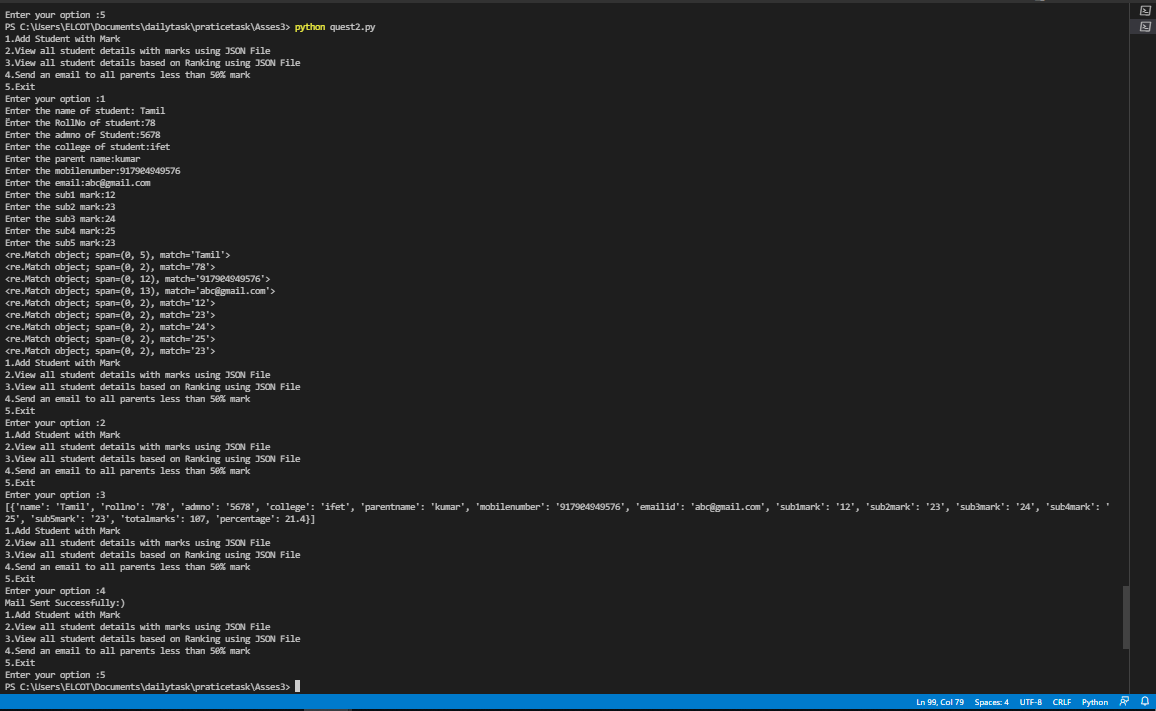 Enter your option :5
PS C:\Users\ELCOT\Documents\dailytask\praticetask\Asses3> python quest2.py
1.Add Student with Mark
2.View all student details with marks using JSON File
3.View all student details based on Ranking using JSON File
4.Send an email to all parents less than 50% mark
5.Exit
Enter your option :1
Enter the name of student: Tamil
Enter the RollNo of student:78
Enter the admno of Student:5678
Enter the college of student:ifet
Enter the parent name:kumar
Enter the mobilenumber:917904949576
Enter the email:abc@gmail.com
Enter the sub1 mark:12
Enter the sub2 mark:23
Enter the sub3 mark:24
Enter the sub4 mark:25
Enter the sub5 mark:23
<re.Match object; span=(0, 5), match='Tamil'>
<re.Match object; span=(0, 2), match='78'>
<re.Match object; span=(0, 12), match='917904949576'>
<re.Match object; span=(0, 13), match='abc@gmail.com'>
<re.Match object; span=(0, 2), match='12'>
<re.Match object; span=(0, 2), match='23'>
<re.Match object; span=(0, 2), match='24'>
<re.Match object; span=(0, 2), match='25'>
<re.Match object; span=(0, 2), match='23'>
1.Add Student with Mark
2.View all student details with marks using JSON File
3.View all student details based on Ranking using JSON File
4.Send an email to all parents less than 50% mark
5.Exit
Enter your option :2
1.Add Student with Mark
2.View all student details with marks using JSON File
3.View all student details based on Ranking using JSON File
4.Send an email to all parents less than 50% mark
5.Exit
Enter your option :3
[{'name': 'Tamil', 'rollno': '78', 'admno': '5678', 'college': 'ifet', 'parentname': 'kumar', 'mobilenumber': '917904949576', 'emailid': 'abc@gmail.com', 'sub1mark': '12', 'sub2mark': '23', 'sub3mark': '24', 'sub4mark': '
25', 'sub5mark': '23', 'totalmarks': 107, 'percentage': 21.4}]
1.Add Student with Mark
2.View all student details with marks using JSON File
3.View all student details based on Ranking using JSON File
4.Send an email to all parents less than 50% mark
5.Exit
Enter your option :4
Mail Sent Successfully:)
1.Add Student with Mark
2.View all student details with marks using JSON File
3.View all student details based on Ranking using JSON File
4.Send an email to all parents less than 50% mark
5.Exit
Enter your option :5
PS C:\Users\ELCOT\Documents\dailytask\praticetask\Asses3>
Ln 99, Col 79 Spaces: 4 UTF-8 CRLF Python